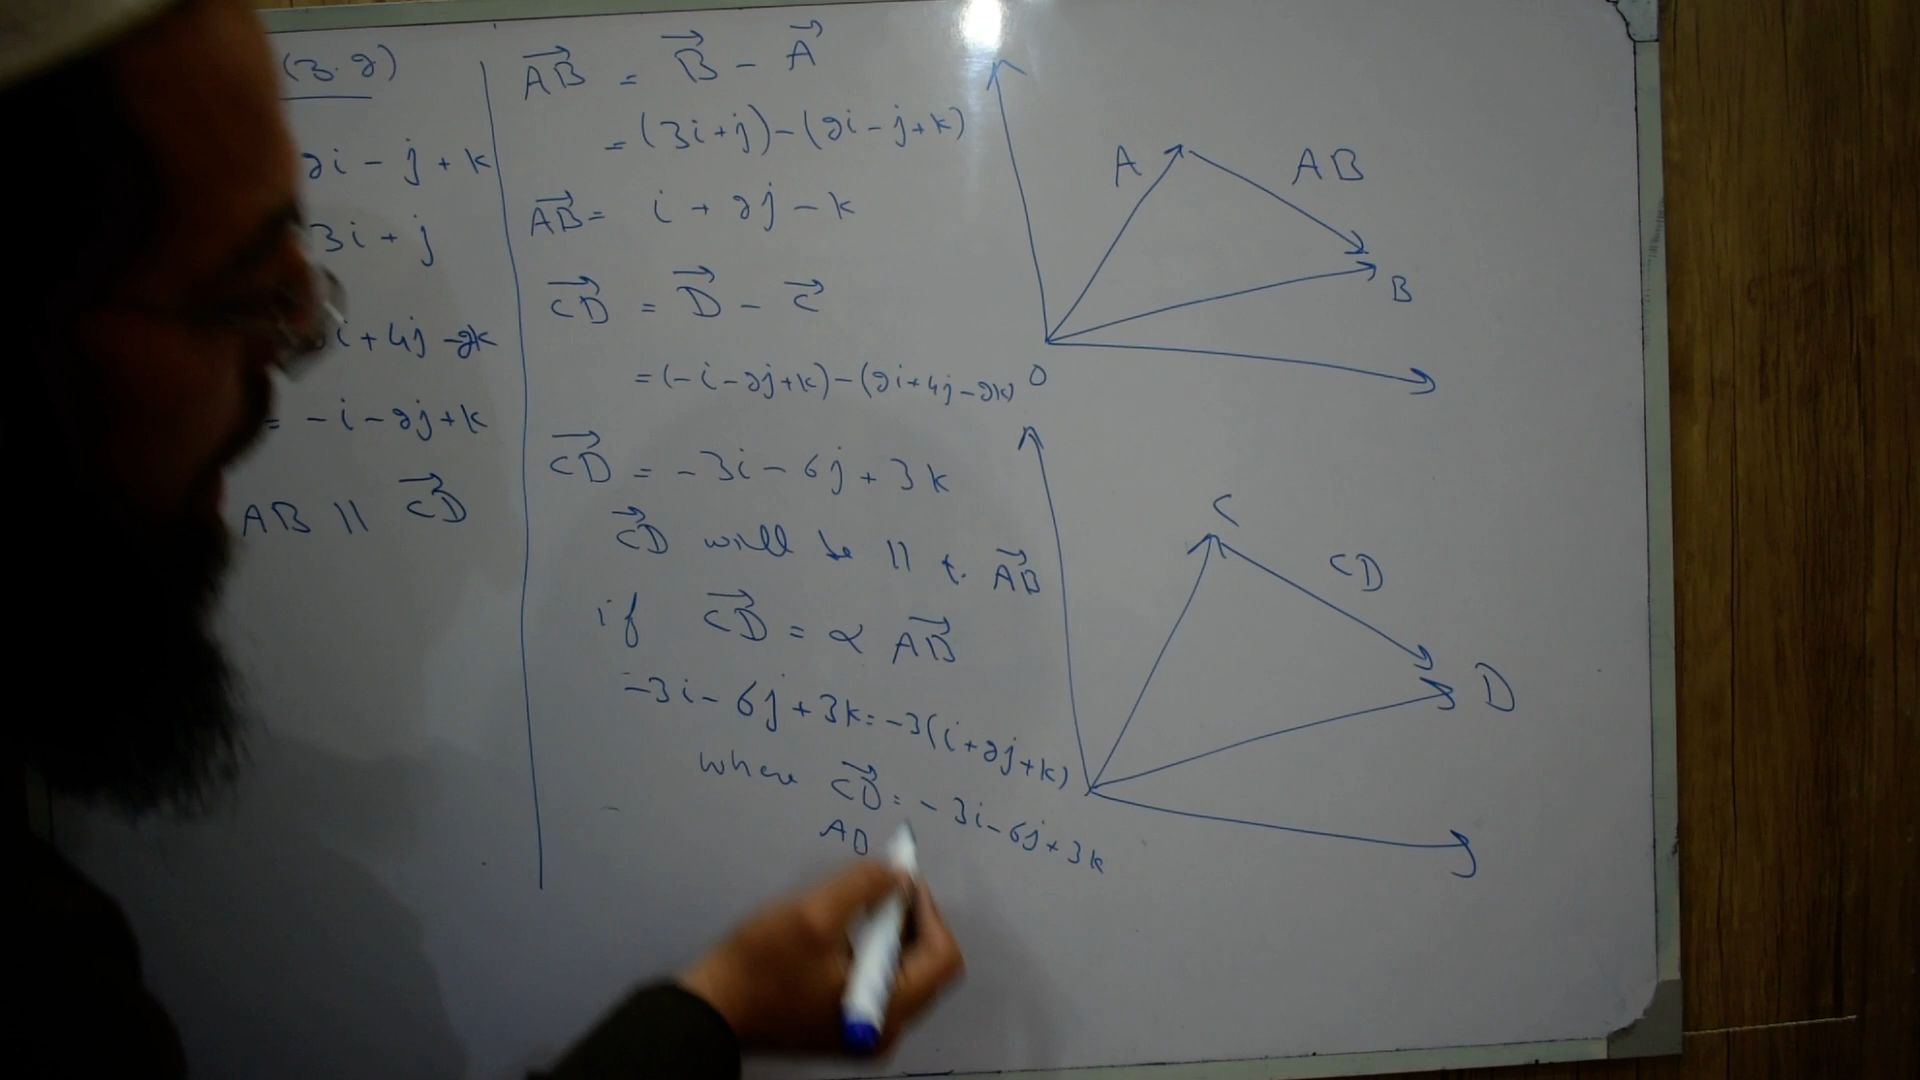 (3.2)
2i - j + k
3i + j
i + 4j - 2k
= - i - 2j + k
AB || CD
AB = B - A
= (3i + j) - (2i - j + k)
AB = i + 2j - k
CD = D - C
= (- i - 2j + k) - (2i + 4j - 2k)
CD = - 3i - 6j + 3k
CD will be || t. AB
if CD = α AB
-3i - 6j + 3k = -3(i + 2j + k)
where CD = - 3i - 6j + 3k
A
A
AB
B
O
C
CD
D